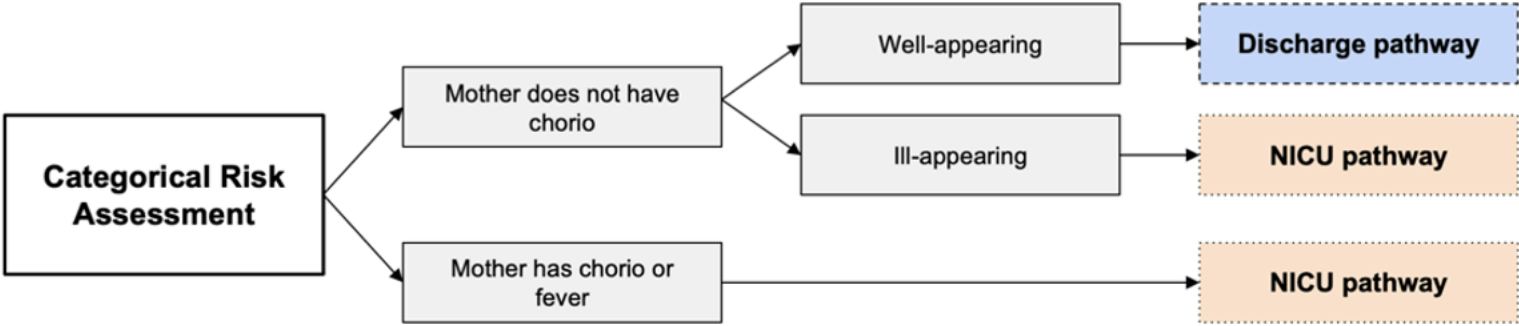 Categorical Risk
Assessment
Mother does not have
chorio
Well-appearing
Discharge pathway
Ill-appearing
NICU pathway
Mother has chorio or
fever
NICU pathway